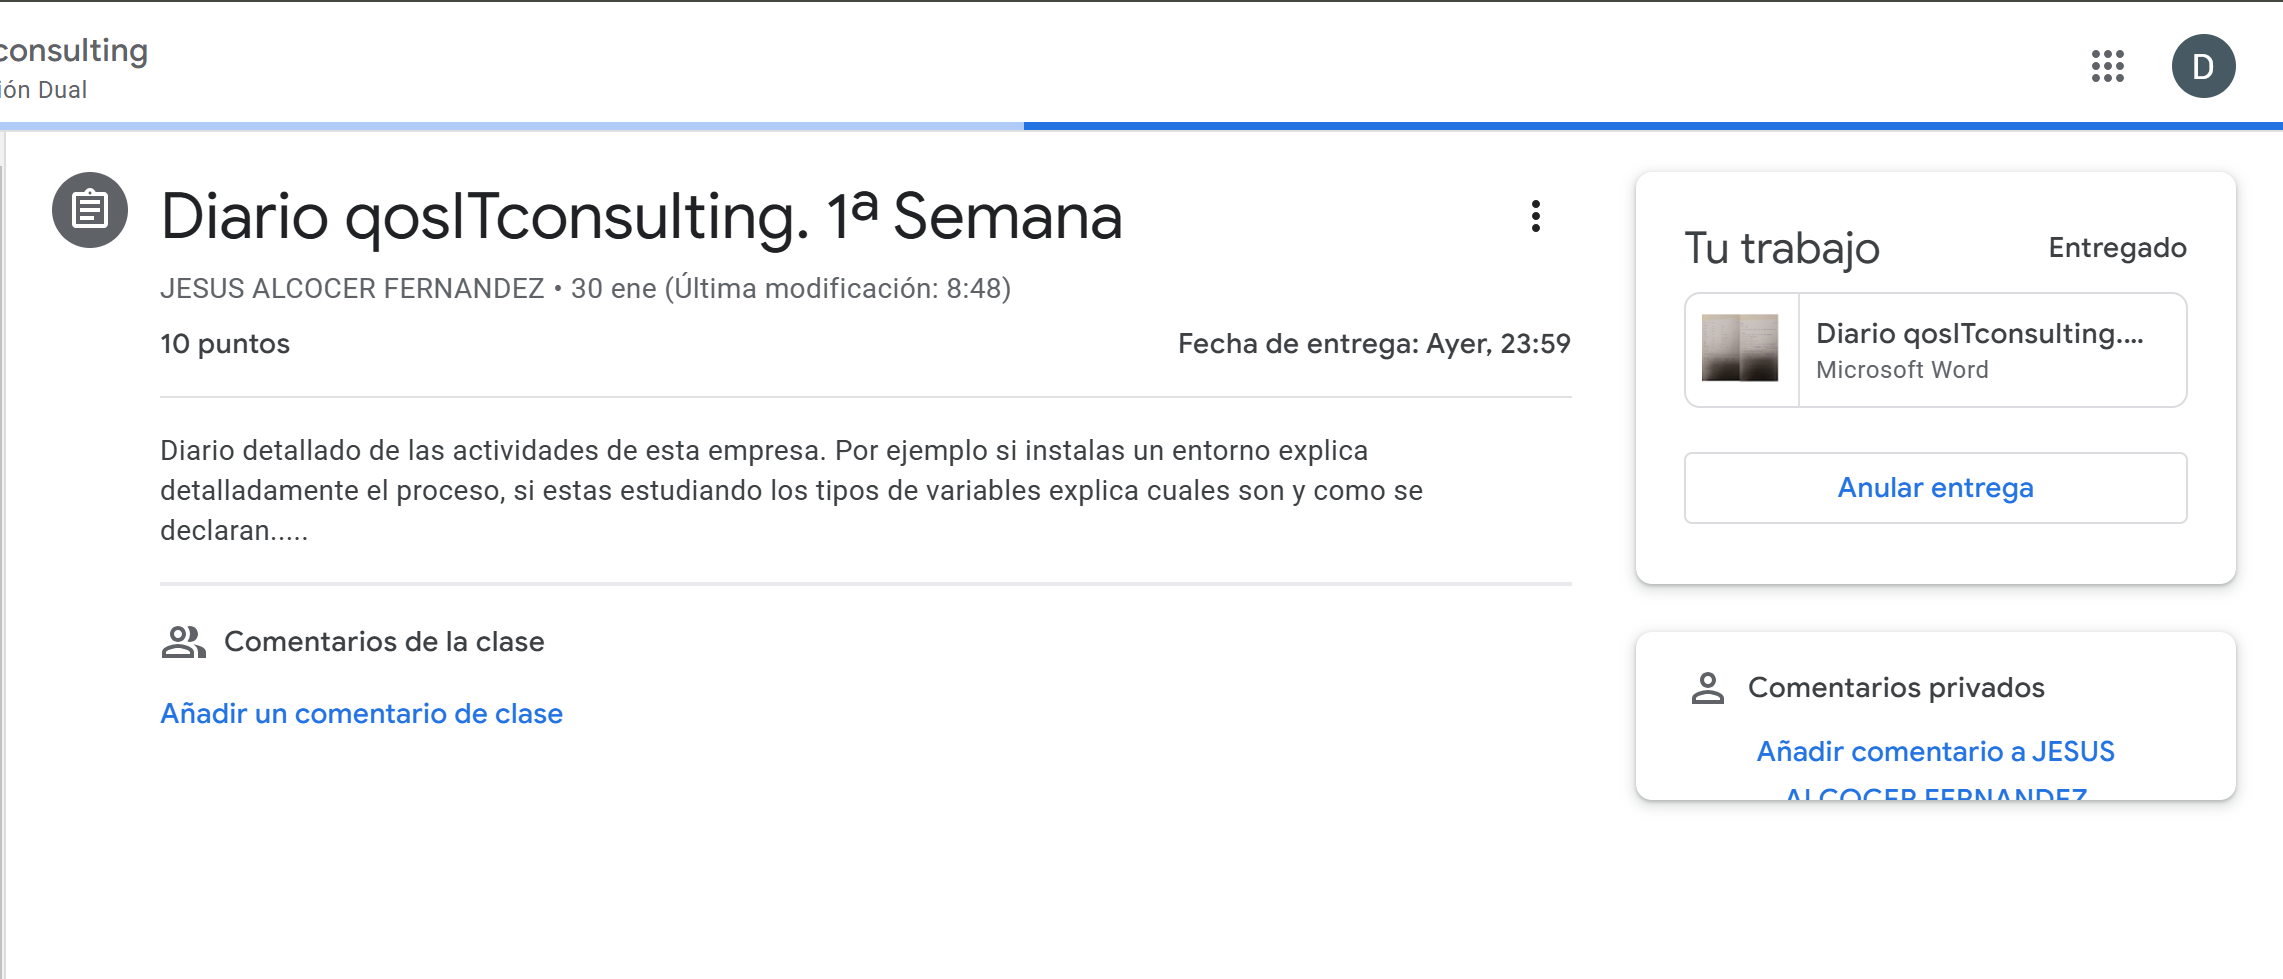 consulting
ión Dual
D
Diario qosITconsulting. 1ª Semana
JESUS ALCOCER FERNANDEZ • 30 ene (Última modificación: 8:48)
10 puntos
Fecha de entrega: Ayer, 23:59
Diario detallado de las actividades de esta empresa. Por ejemplo si instalas un entorno explica
detalladamente el proceso, si estas estudiando los tipos de variables explica cuales son y como se
declaran.....
Comentarios de la clase
Añadir un comentario de clase
Tu trabajo
Entregado
Diario qosITconsulting....
Microsoft Word
Anular entrega
Comentarios privados
Añadir comentario a JESUS
ALCOCER FERNANDEZ